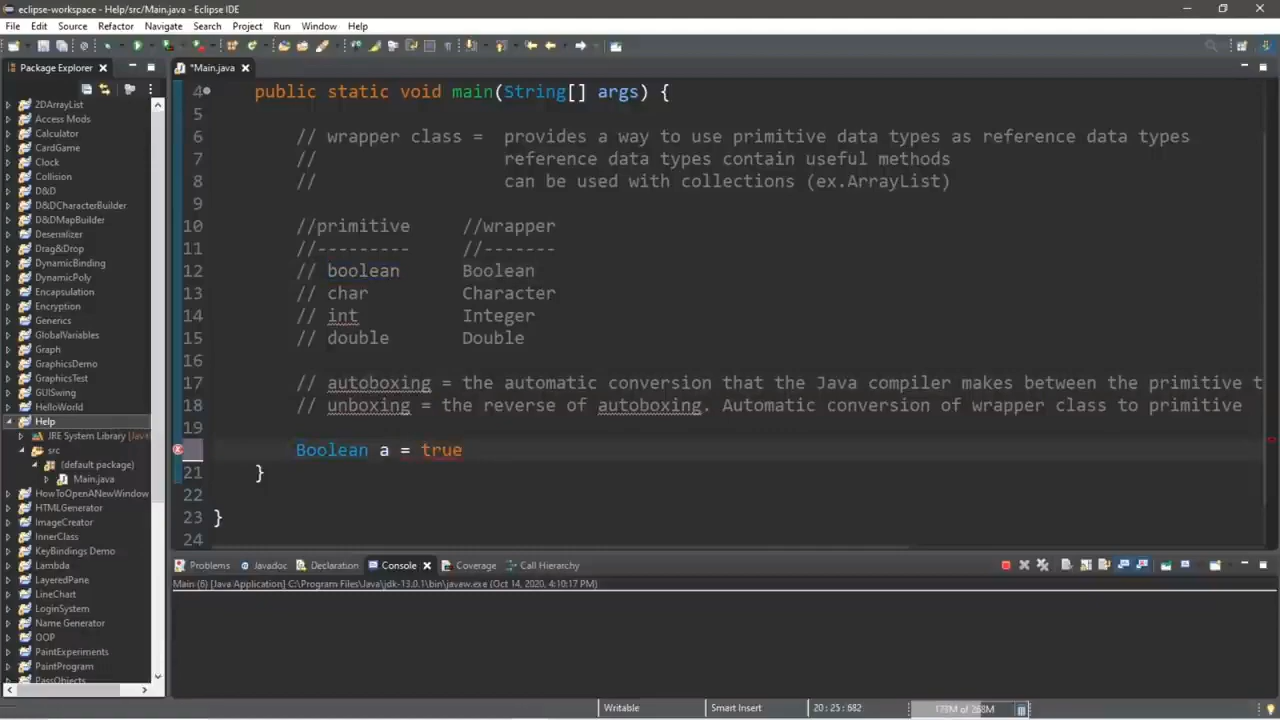 eclipse-workspace - Help/src/Main.java - Eclipse IDE
File Edit Source Refactor Navigate Search Project Run Window Help
Package Explorer
*Main.java
2DArrayList
Access Mods
Calculator
CardGame
Clock
Collision
D&D
D&DCharacterBuilder
D&DMapBuilder
Deserializer
Drag&Drop
DynamicBinding
DynamicPoly
Encapsulation
Encryption
Generics
GlobalVariables
Graph
GraphicsDemo
GraphicsTest
GUISwing
HelloWorld
Help
JRE System Library [Java
src
(default package)
Main.java
HowToOpenANewWindow
HTMLGenerator
ImageCreator
InnerClass
KeyBindings Demo
Lambda
LayeredPane
LineChart
LoginSystem
Name Generator
OOP
PaintExperiments
PaintProgram
PassObjects
4 public static void main(String[] args) {
5
6 // wrapper class = provides a way to use primitive data types as reference data types
7 // reference data types contain useful methods
8 // can be used with collections (ex.ArrayList)
9
10 //primitive //wrapper
11 //--------- //-------
12 // boolean Boolean
13 // char Character
14 // int Integer
15 // double Double
16
17 // autoboxing = the automatic conversion that the Java compiler makes between the primitive t
18 // unboxing = the reverse of autoboxing. Automatic conversion of wrapper class to primitive
19
Boolean a = true
21 }
22
23 }
24
Problems Javadoc Declaration Console Coverage Call Hierarchy
Main (6) [Java Application] C:\Program Files\Java\jdk-13.0.1\bin\javaw.exe (Oct 14, 2020, 4:10:17 PM)
Writable Smart Insert 20 : 25 : 682 of 268M